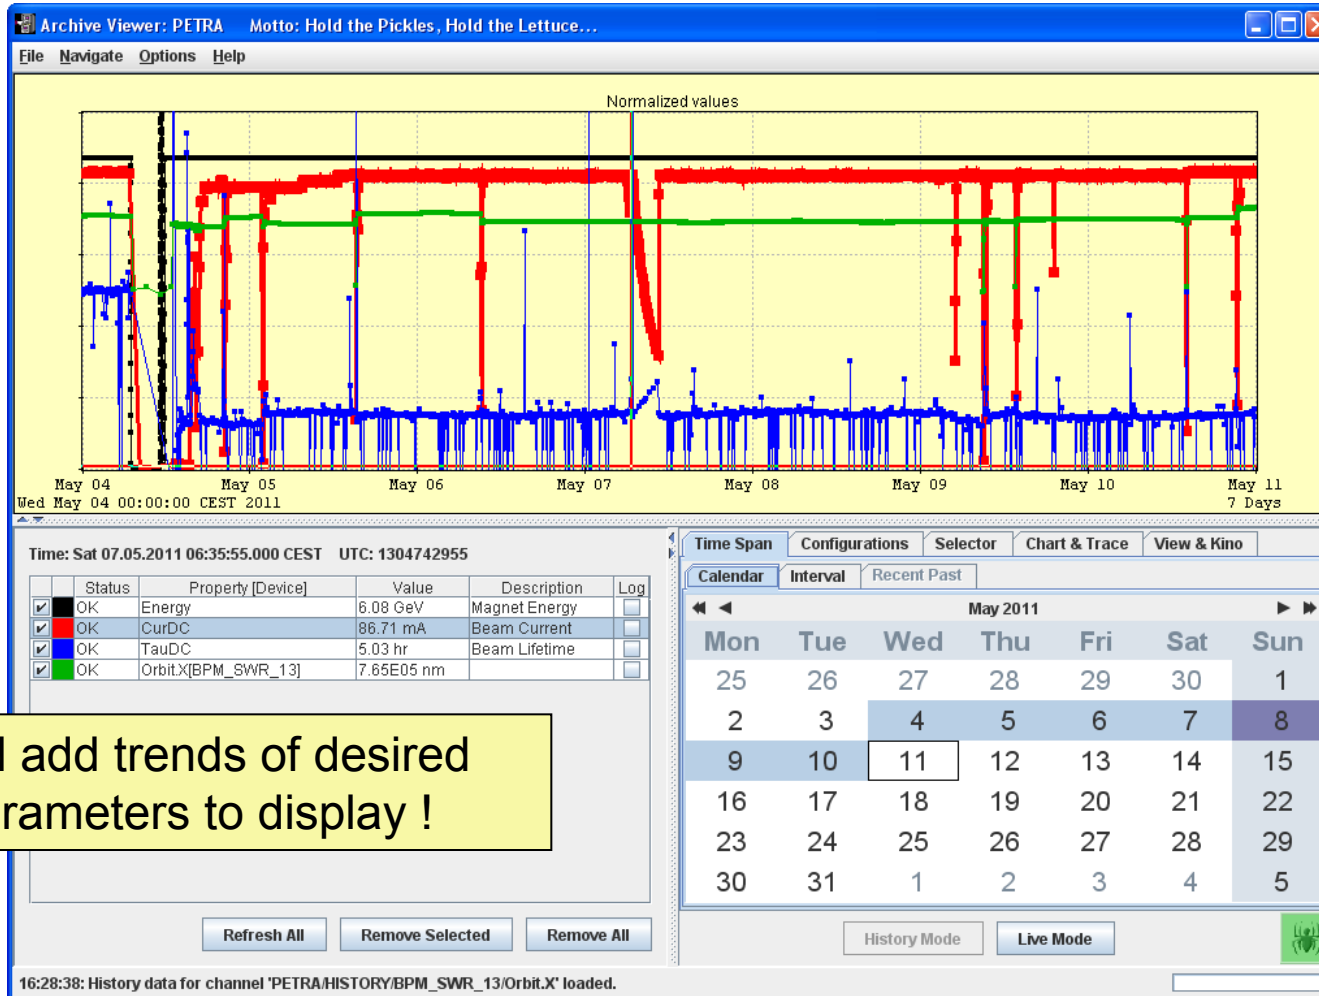 Archive Viewer: PETRA Motto: Hold the Pickles, Hold the Lettuce...
File Navigate Options Help
Normalized values
May 04 May 05 May 06 May 07 May 08 May 09 May 10 May 11
Wed May 04 00:00:00 CEST 2011 7 Days
Time: Sat 07.05.2011 06:35:55.000 CEST UTC: 1304742955
Status Property [Device] Value Description Log
OK Energy 6.08 GeV Magnet Energy
OK CurDC 86.71 mA Beam Current
OK TauDC 5.03 hr Beam Lifetime
OK Orbit.X[BPM_SWR_13] 7.65E05 nm
add trends of desired
rameters to display !
Refresh All Remove Selected Remove All
Time Span Configurations Selector Chart & Trace View & Kino
Calendar Interval Recent Past
May 2011
Mon Tue Wed Thu Fri Sat Sun
25 26 27 28 29 30 1
2 3 4 5 6 7 8
9 10 11 12 13 14 15
16 17 18 19 20 21 22
23 24 25 26 27 28 29
30 31 1 2 3 4 5
History Mode Live Mode
16:28:38: History data for channel 'PETRA/HISTORY/BPM_SWR_13/Orbit.X' loaded.